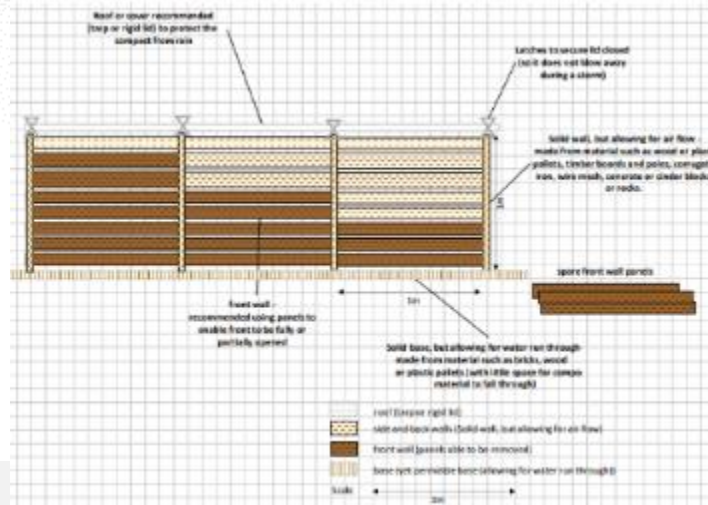 Roof or cover recommended
(tarp or rigid lid) to protect the
compost from rain
Latches to secure lid closed
(so it does not blow away
during a storm)
Solid wall, but allowing for air flow -
made from material such as wood or plas
pallets, timber boards and poles, corrugat
iron, wire mesh, concrete or cinder block
or rocks.
1m
spare front wall panels
1m
front wall -
recommended using panels to
enable front to be fully or
partially opened
Solid base, but allowing for water run through
made from material such as bricks, wood
or plastic pallets (with little space for compo
material to fall through)
roof (tarp or rigid lid)
side and back walls (Solid wall, but allowing for air flow)
front wall (panels able to be removed)
base yet permeable base (allowing for water run through)
Scale